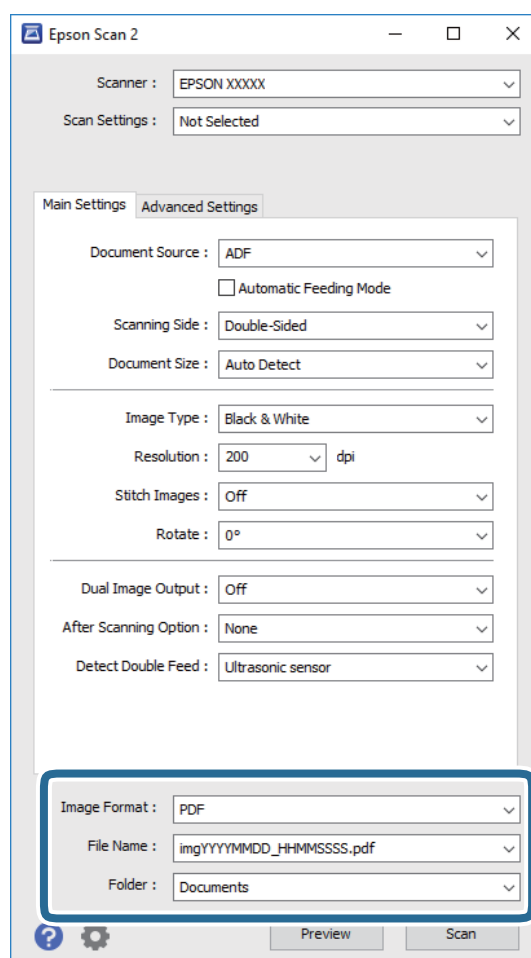 Epson Scan 2
Scanner : EPSON XXXXX
Scan Settings : Not Selected
Main Settings Advanced Settings
Document Source : ADF
Automatic Feeding Mode
Scanning Side : Double-Sided
Document Size : Auto Detect
Image Type : Black & White
Resolution : 200 dpi
Stitch Images : Off
Rotate : 0°
Dual Image Output : Off
After Scanning Option : None
Detect Double Feed : Ultrasonic sensor
Image Format : PDF
File Name : imgYYYYMMDD_HHMMSSSS.pdf
Folder : Documents
? Preview Scan